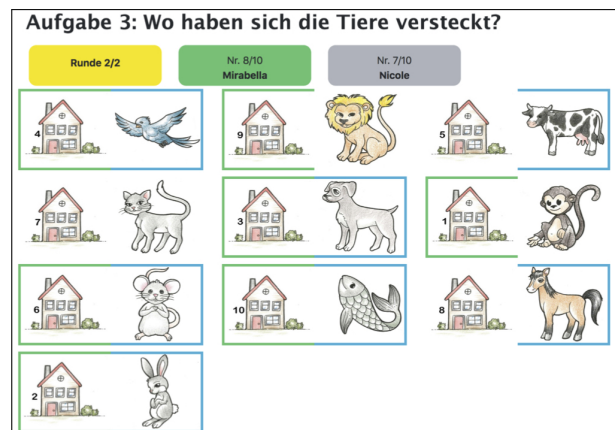 Aufgabe 3: Wo haben sich die Tiere versteckt?
Runde 2/2
Nr. 8/10
Mirabella
Nr. 7/10
Nicole
4
9
5
7
3
1
6
10
8
2